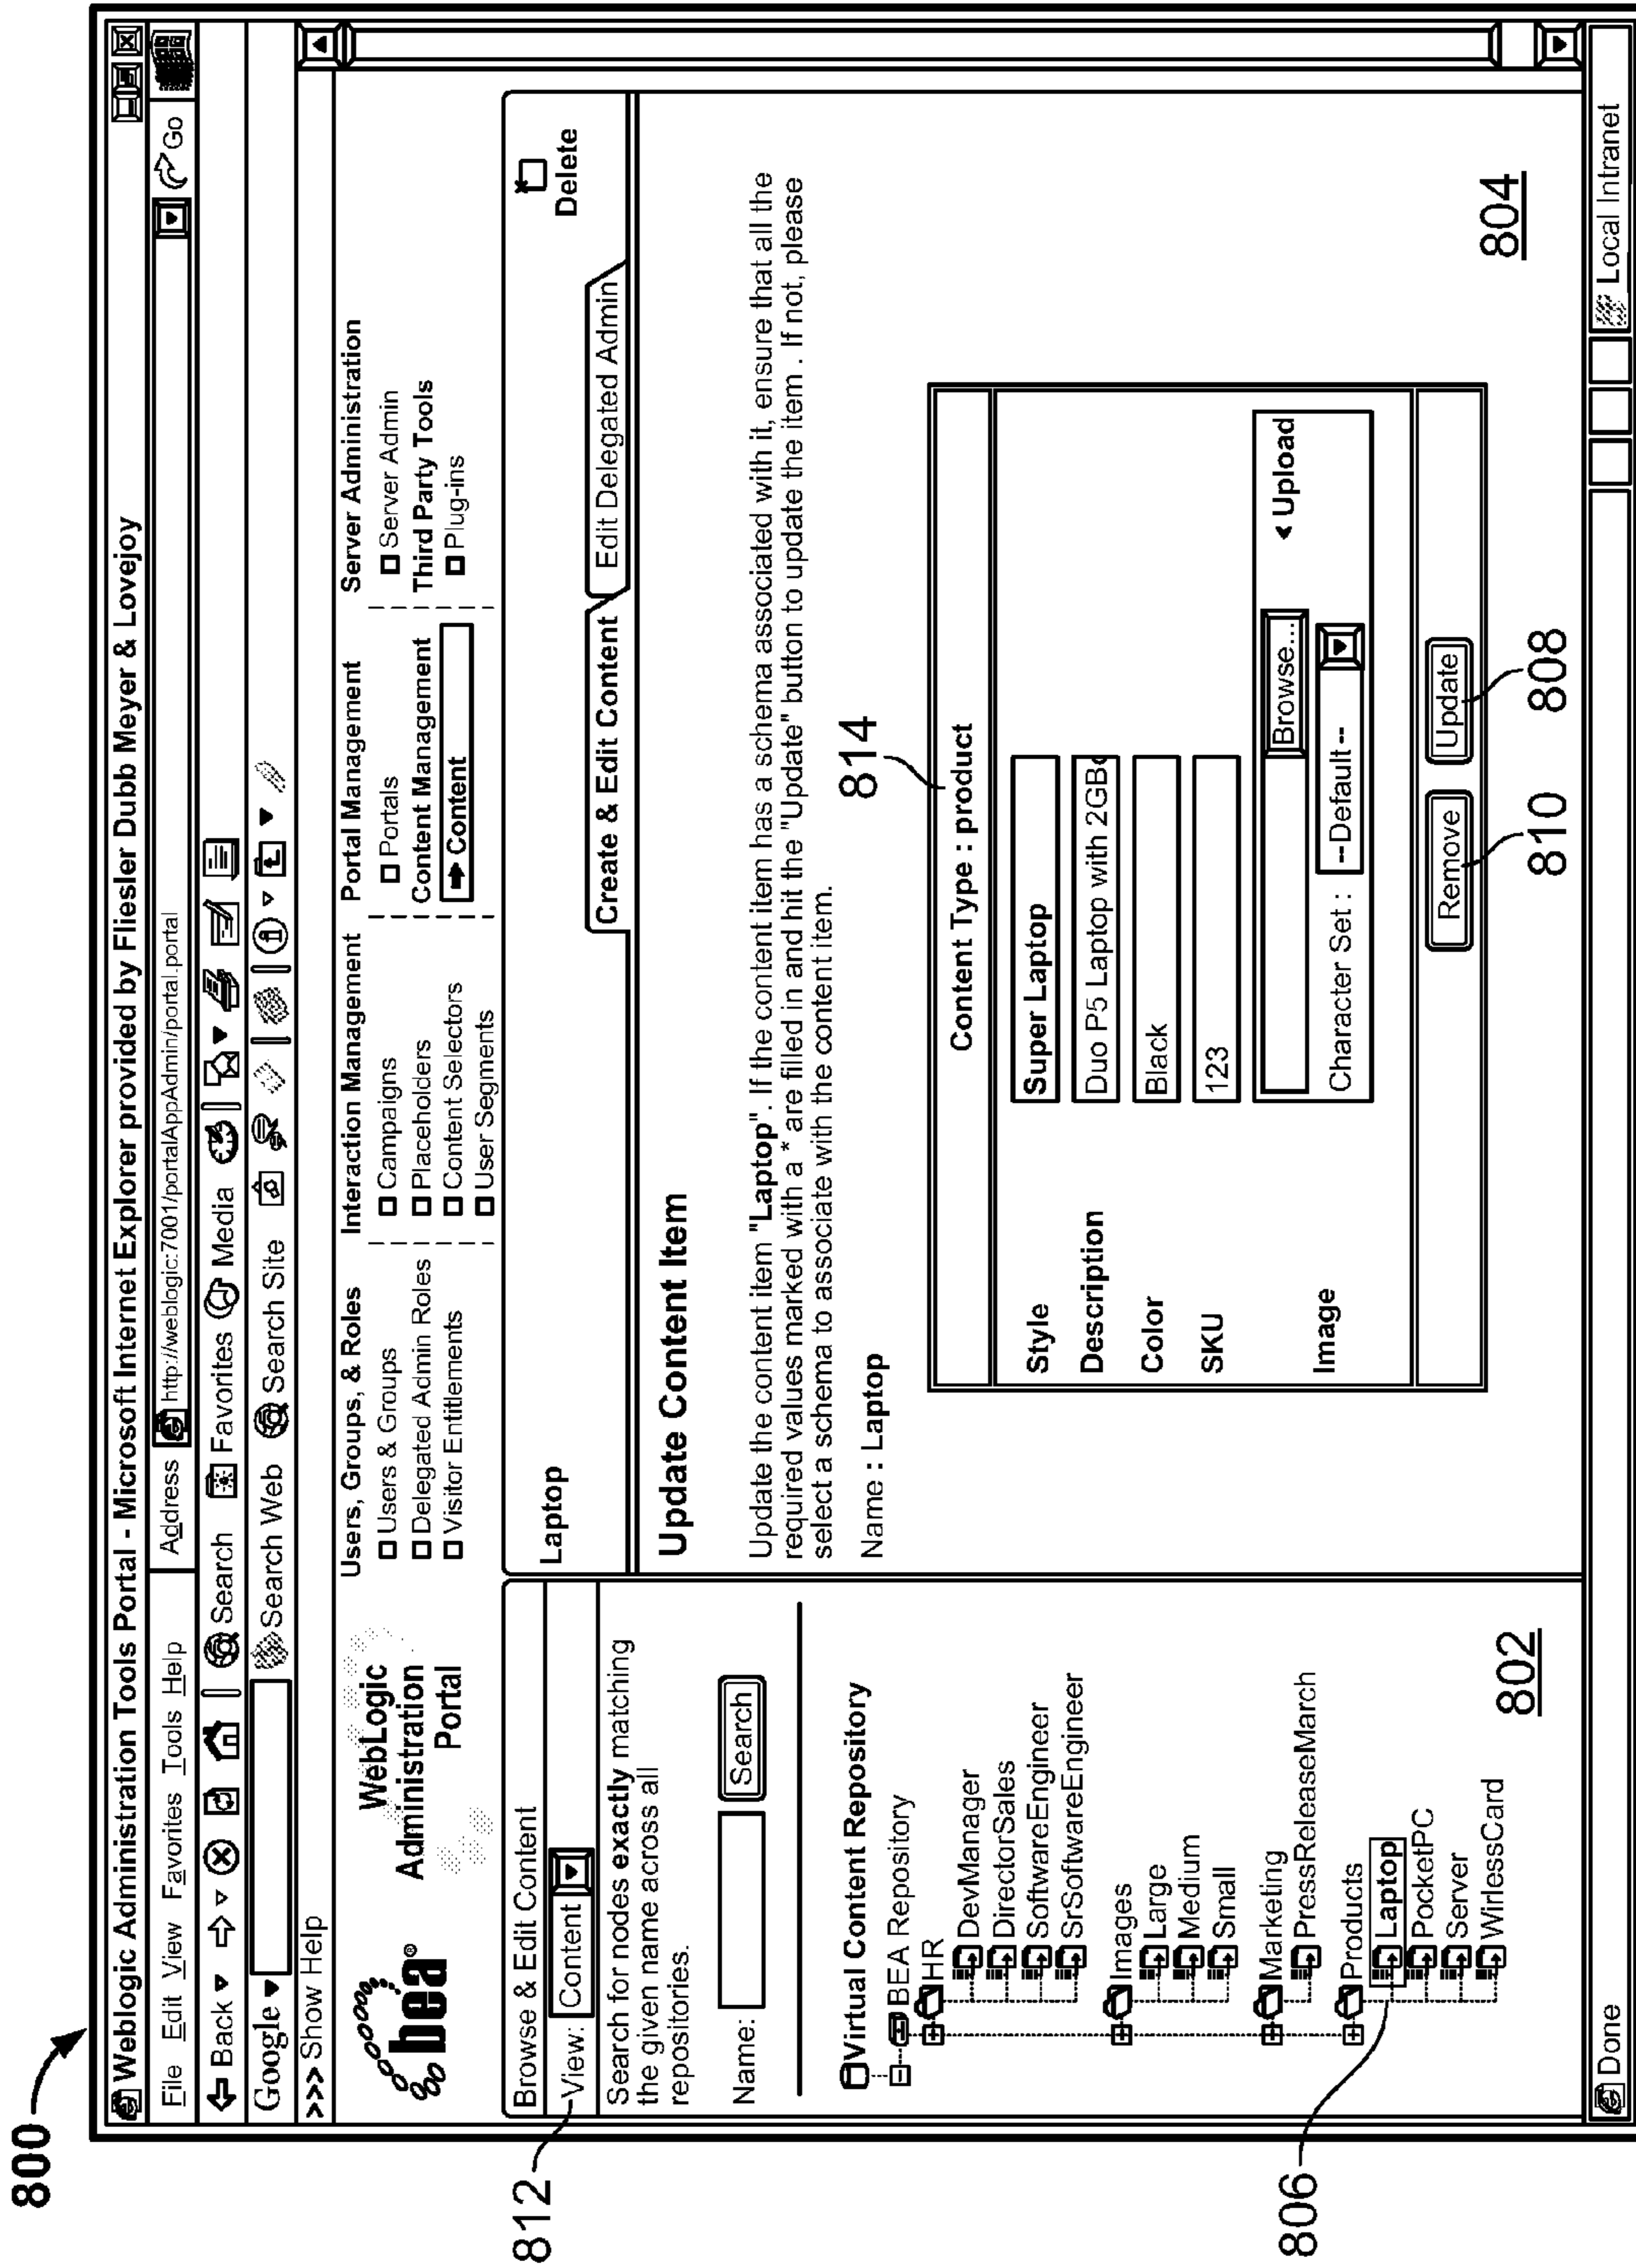 800
Weblogic Administration Tools Portal - Microsoft Internet Explorer provided by Fliesler Dubb Meyer & Lovejoy
File Edit View Favorites Tools Help
Address http://weblogic:7001/portalAppAdmin/portal.portal
Go
Back Search Favorites Media
Google Search Web Search Site
>>> Show Help
bea®
WebLogic
Administration
Portal
Users, Groups, & Roles
Users & Groups
Delegated Admin Roles
Visitor Entitlements
Interaction Management
Campaigns
Placeholders
Content Selectors
User Segments
Portal Management
Portals
Content Management
Content
Server Administration
Server Admin
Third Party Tools
Plug-ins
Browse & Edit Content
812
View: Content
Search for nodes exactly matching
the given name across all
repositories.
Name: Search
Virtual Content Repository
BEA Repository
HR
DevManager
DirectorSales
SoftwareEngineer
SrSoftwareEngineer
Images
Large
Medium
Small
Marketing
PressReleaseMarch
Products
806
Laptop
PocketPC
Server
WirlessCard
802
Laptop
Delete
Create & Edit Content Edit Delegated Admin
Update Content Item
Update the content item "Laptop". If the content item has a schema associated with it, ensure that all the
required values marked with a * are filled in and hit the "Update" button to update the item . If not, please
select a schema to associate with the content item.
Name : Laptop
814
Content Type : product
Style Super Laptop
Description Duo P5 Laptop with 2GB
Color Black
SKU 123
Image Browse... Upload
Character Set : --Default--
Remove Update
810 808
804
Done Local Intranet